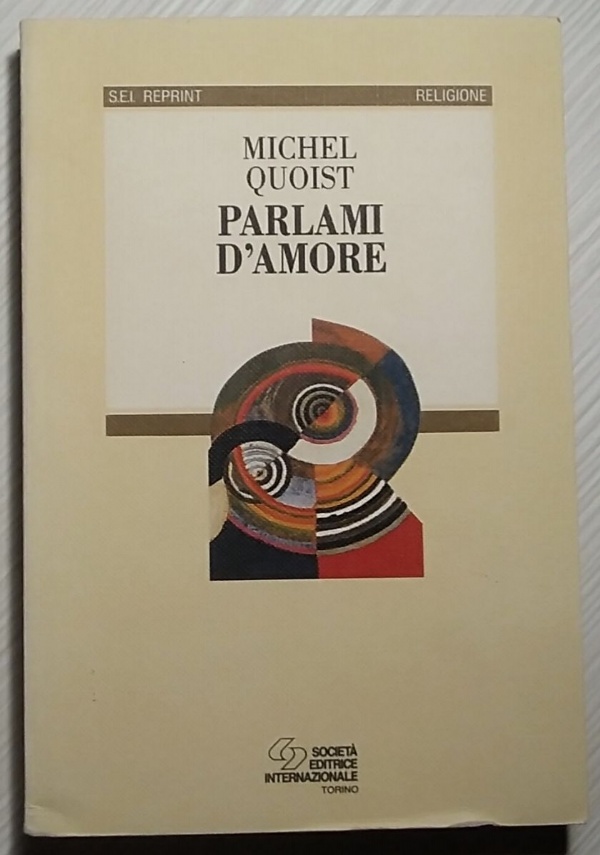 S.E.I. REPRINT RELIGIONE
MICHEL
QUOIST
PARLAMI
D'AMORE
SOCIETÀ
EDITRICE
INTERNAZIONALE
TORINO